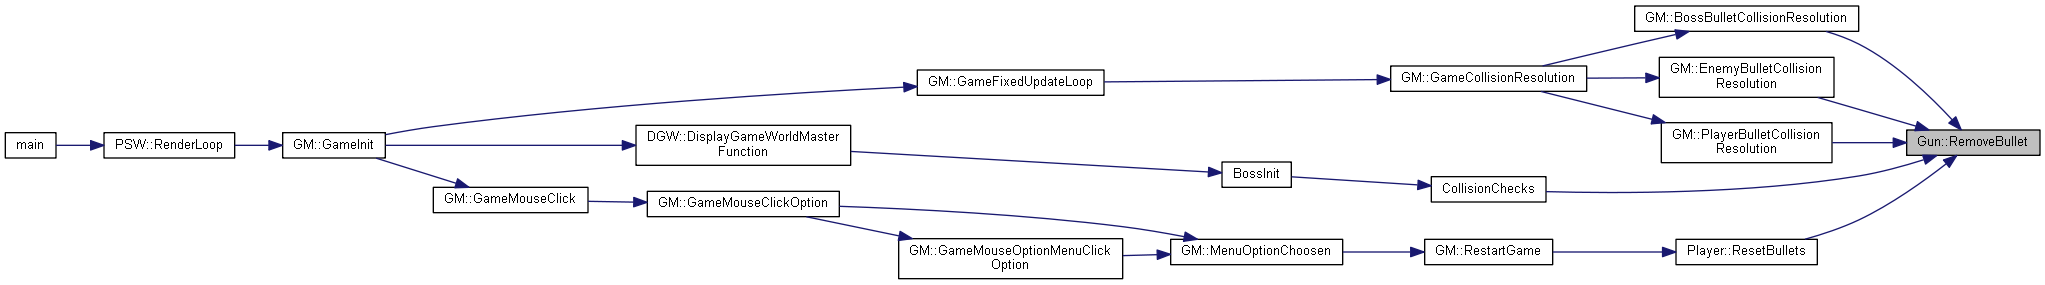 main
PSW::RenderLoop
GM::GameInit
GM::GameFixedUpdateLoop
DGW::DisplayGameWorldMaster
Function
GM::GameMouseClick
GM::GameMouseClickOption
GM::GameMouseOptionMenuClick
Option
BossInit
GM::MenuOptionChoosen
GM::GameCollisionResolution
CollisionChecks
GM::RestartGame
GM::BossBulletCollisionResolution
GM::EnemyBulletCollision
Resolution
GM::PlayerBulletCollision
Resolution
Player::ResetBullets
Gun::RemoveBullet